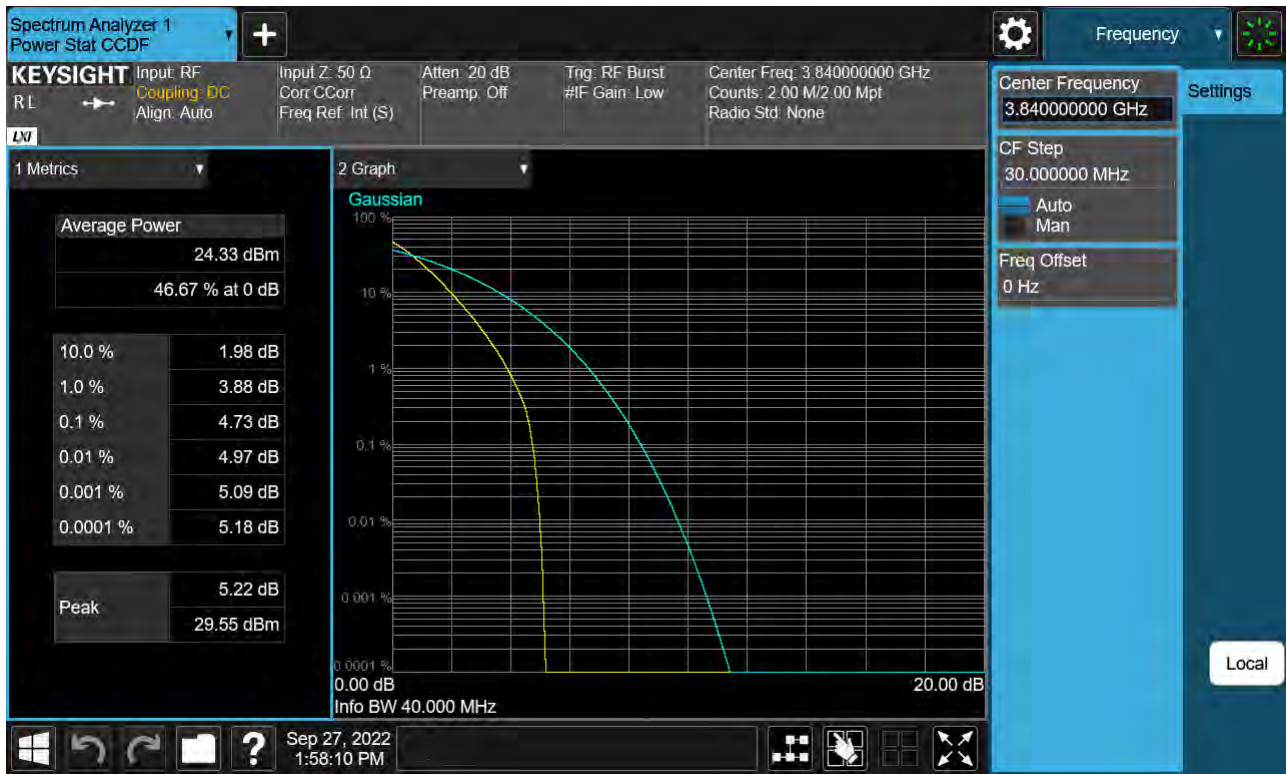 Spectrum Analyzer 1
Power Stat CCDF
+
Frequency
KEYSIGHT
RL
LXI
Input: RF
Coupling: DC
Align: Auto
Input Z: 50 Ω
Corr CCorr
Freq Ref: Int (S)
Atten: 20 dB
Preamp: Off
Trig: RF Burst
#IF Gain: Low
Center Freq: 3.840000000 GHz
Counts: 2.00 M/2.00 Mpt
Radio Std: None
Center Frequency
3.840000000 GHz
Settings
CF Step
30.000000 MHz
Auto
Man
Freq Offset
0 Hz
Local
1 Metrics
Average Power
24.33 dBm
46.67 % at 0 dB
10.0 % 1.98 dB
1.0 % 3.88 dB
0.1 % 4.73 dB
0.01 % 4.97 dB
0.001 % 5.09 dB
0.0001 % 5.18 dB
Peak 5.22 dB
29.55 dBm
2 Graph
Gaussian
100 %
10 %
1 %
0.1 %
0.01 %
0.001 %
0.0001 %
0.00 dB 20.00 dB
Info BW 40.000 MHz
?
Sep 27, 2022
1:58:10 PM